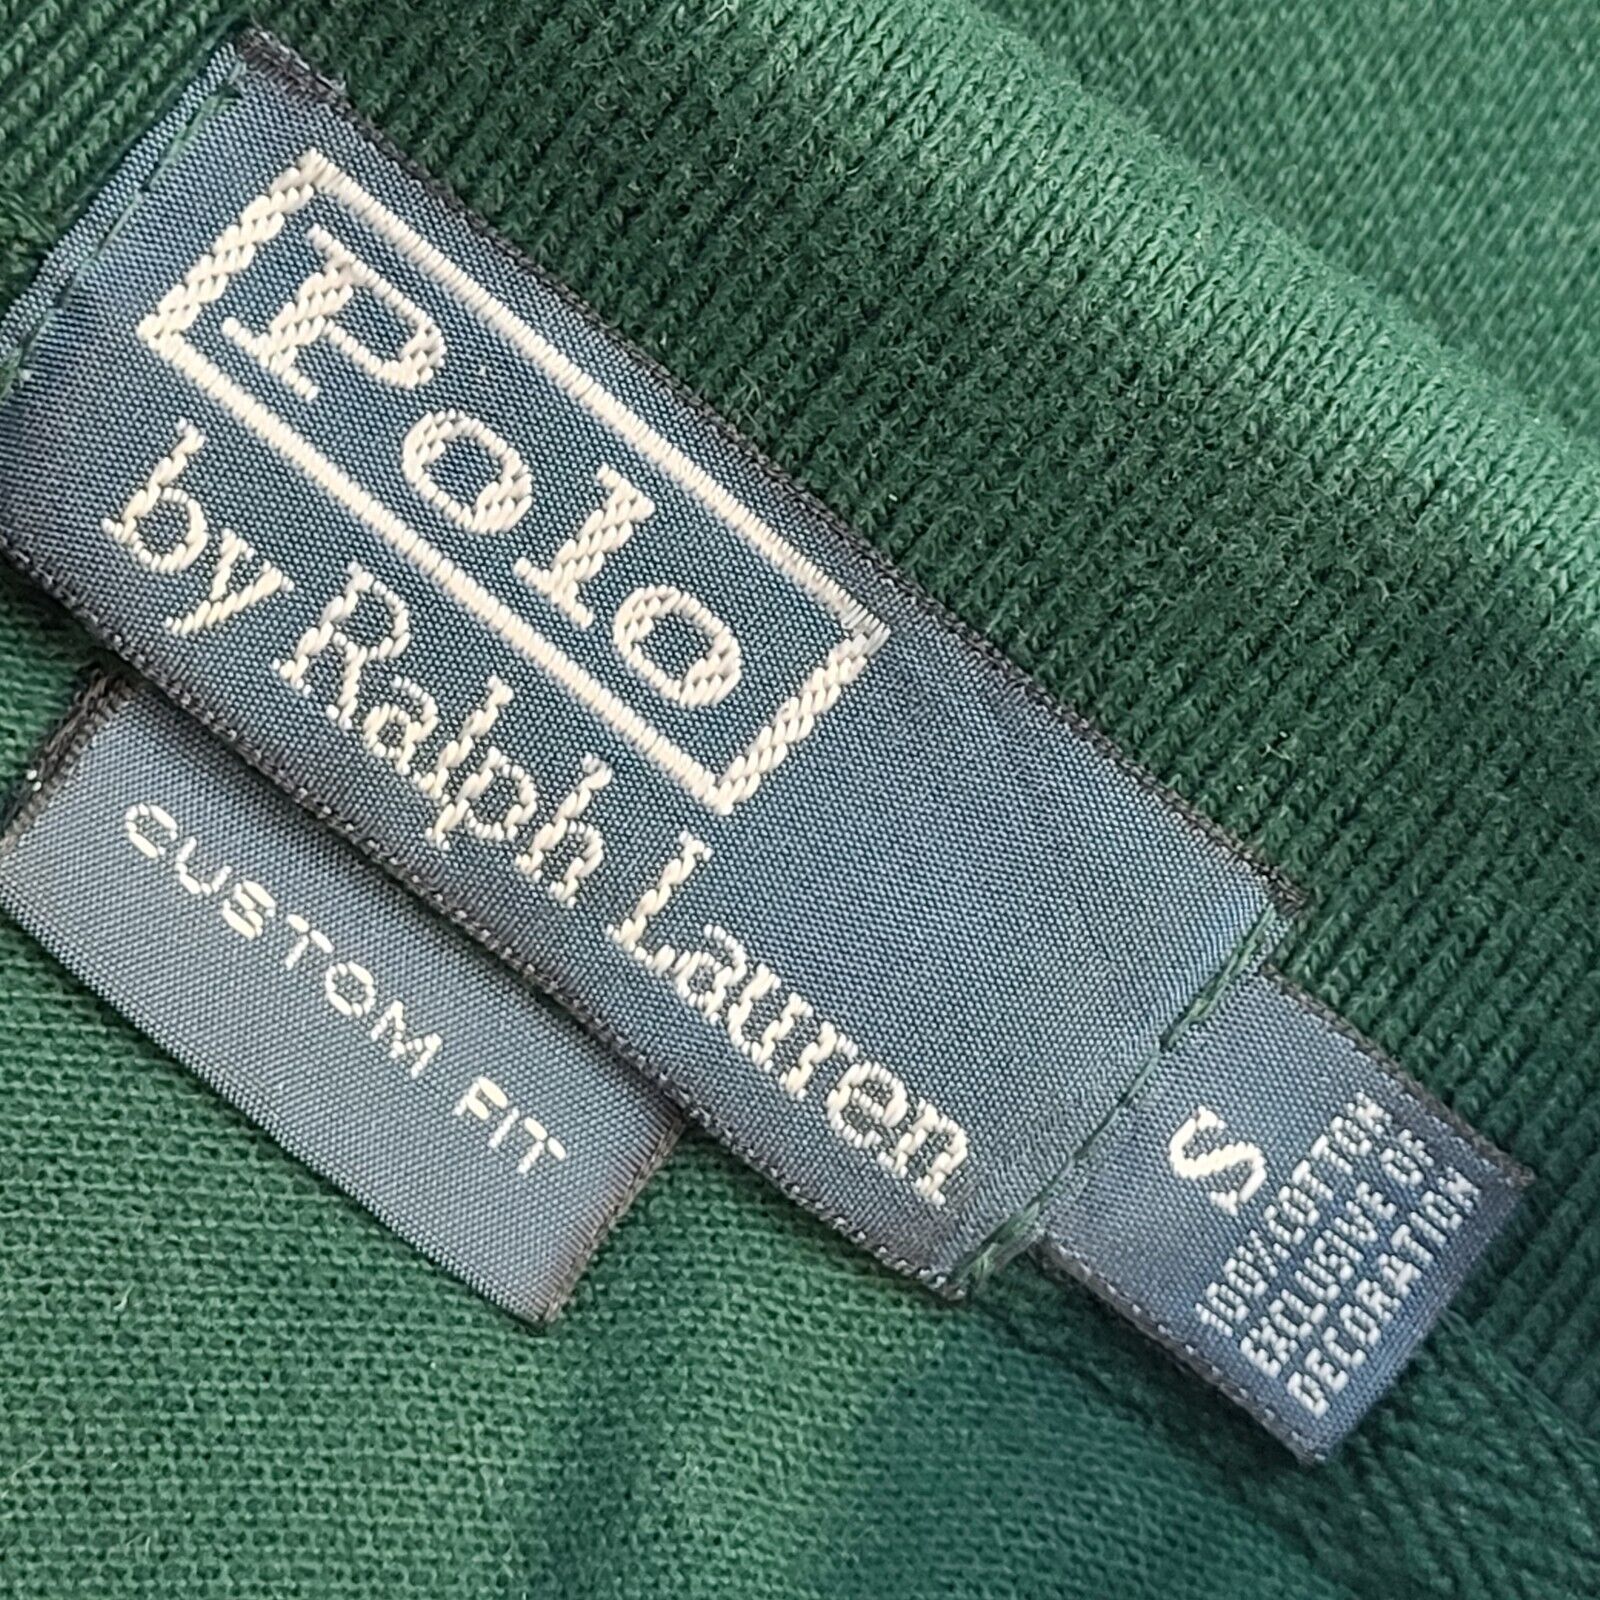 Polo
by Ralph Lauren
CUSTOM FIT
S
100% COTTON
EXCLUSIVE OF
DECORATION